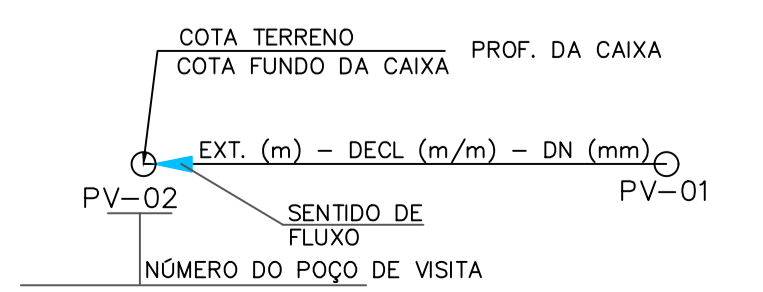 COTA TERRENO
COTA FUNDO DA CAIXA
PROF. DA CAIXA
EXT. (m) – DECL (m/m) – DN (mm)
PV–02
PV–01
SENTIDO DE
FLUXO
NÚMERO DO POÇO DE VISITA